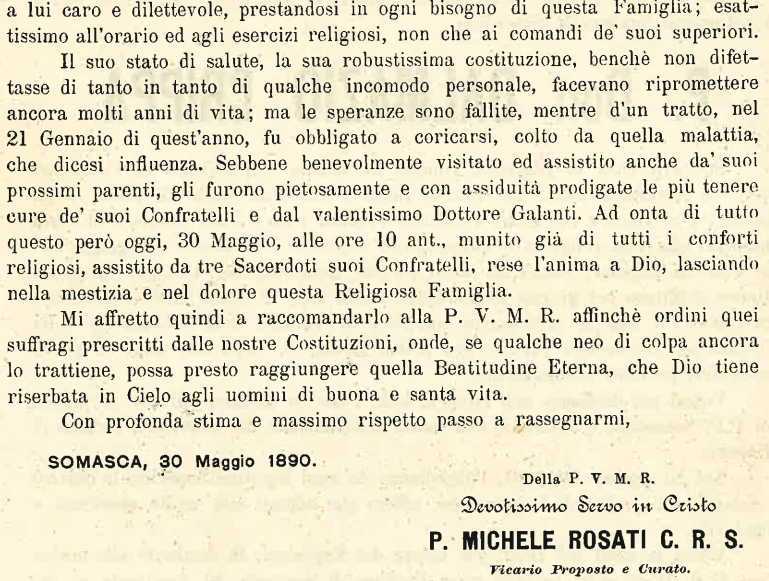 a lui caro e dilettevole, prestandosi in ogni bisogno di questa Famiglia; esat-
tissimo all'orario ed agli esercizi religiosi, non che ai comandi de' suoi superiori.
Il suo stato di salute, la sua robustissima costituzione, benchè non difet-
tasse di tanto in tanto di qualche incomodo personale, facevano ripromettere
ancora molti anni di vita; ma le speranze sono fallite, mentre d'un tratto, nel
21 Gennaio di quest'anno, fu obbligato a coricarsi, colto da quella malattia,
che dicesi influenza. Sebbene benevolmente visitato ed assistito anche da' suoi
prossimi parenti, gli furono pietosamente e con assiduità prodigate le più tenere
cure de' suoi Confratelli e dal valentissimo Dottore Galanti. Ad onta di tutto
questo però oggi, 30 Maggio, alle ore 10 ant., munito già di tutti i conforti
religiosi, assistito da tre Sacerdoti suoi Confratelli, rese l'anima a Dio, lasciando
nella mestizia e nel dolore questa Religiosa Famiglia.
Mi affretto quindi a raccomandarlo alla P. V. M. R. affinchè ordini quei
suffragi prescritti dalle nostre Costituzioni, onde, se qualche neo di colpa ancora
lo trattiene, possa presto raggiungere quella Beatitudine Eterna, che Dio tiene
riserbata in Cielo agli uomini di buona e santa vita.
Con profonda stima e massimo rispetto passo a rassegnarmi,
SOMASCA, 30 Maggio 1890.
Della P. V. M. R.
Devotissimo Servo in Cristo
P. MICHELE ROSATI C. R. S.
Vicario Proposto e Curato.